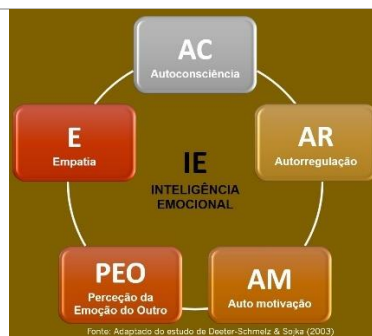 AC
Autoconsciência
E
Empatia
AR
Autorregulação
IE
INTELIGÊNCIA
EMOCIONAL
PEO
Perceção da
Emoção do Outro
AM
Auto motivação
Fonte: Adaptado do estudo de Deeter-Schmelz & Sojka (2003)